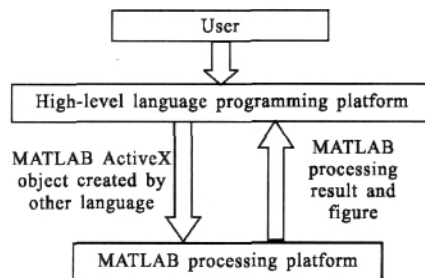 User
High-level language programming platform
MATLAB ActiveX
object created by
other language
MATLAB
processing
result and
figure
MATLAB processing platform